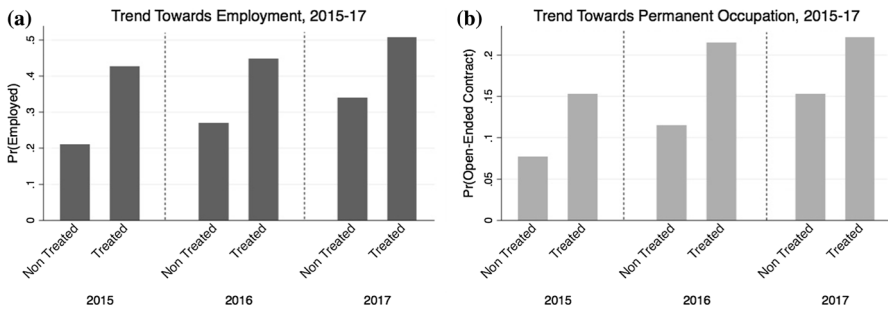 (a)
Trend Towards Employment, 2015-17
Pr(Employed)
.5
.4
.3
.2
.1
0
Non Treated
Treated
Non Treated
Treated
Non Treated
Treated
2015
2016
2017
(b)
Trend Towards Permanent Occupation, 2015-17
Pr(Open-Ended Contract)
.2
.15
.1
.05
0
Non Treated
Treated
Non Treated
Treated
Non Treated
Treated
2015
2016
2017